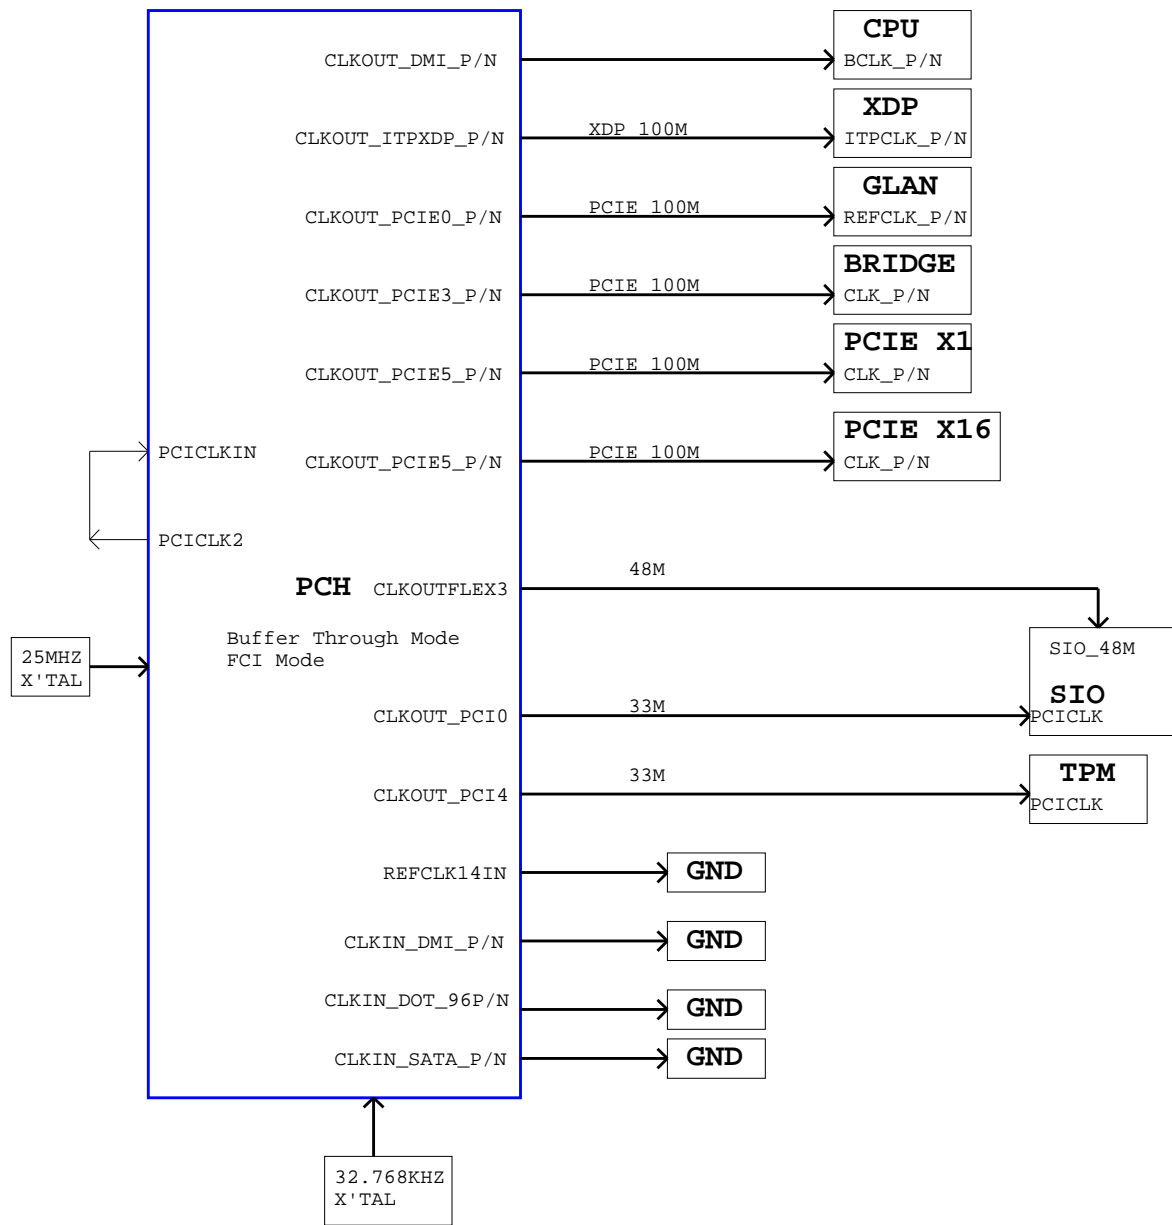 CPU
CLKOUT_DMI_P/N
BCLK_P/N
XDP
CLKOUT_ITPXDP_P/N
XDP 100M
ITPCLK_P/N
GLAN
CLKOUT_PCIE0_P/N
PCIE 100M
REFCLK_P/N
BRIDGE
CLKOUT_PCIE3_P/N
PCIE 100M
CLK_P/N
PCIE X1
CLKOUT_PCIE5_P/N
PCIE 100M
CLK_P/N
PCIE X16
PCICLKIN
CLKOUT_PCIE5_P/N
PCIE 100M
CLK_P/N
PCICLK2
48M
PCH
CLKOUTFLEX3
Buffer Through Mode
FCI Mode
25MHZ
X'TAL
SIO_48M
SIO
CLKOUT_PCI0
33M
PCICLK
TPM
CLKOUT_PCI4
33M
PCICLK
REFCLK14IN
GND
CLKIN_DMI_P/N
GND
CLKIN_DOT_96P/N
GND
CLKIN_SATA_P/N
GND
32.768KHZ
X'TAL